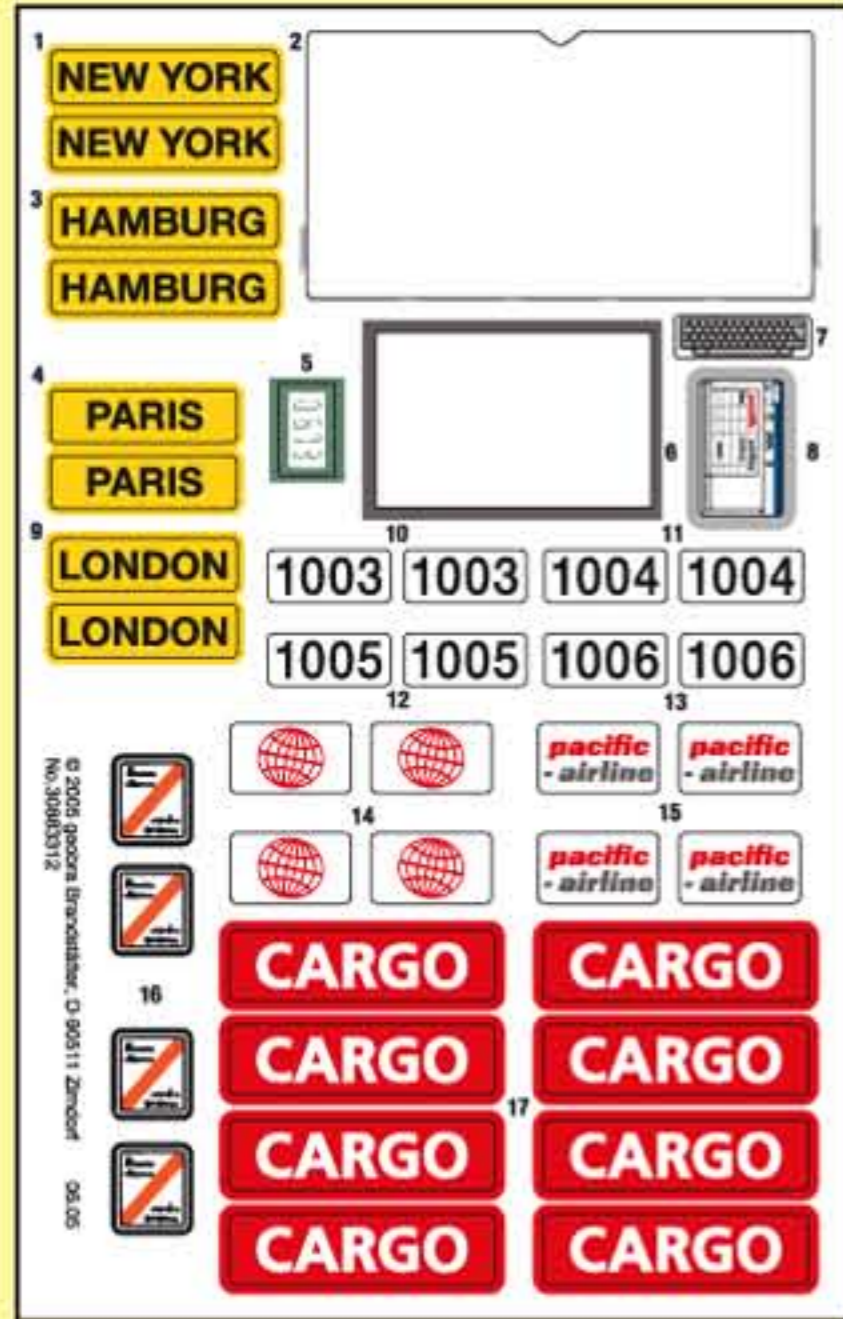 1
NEW YORK
NEW YORK
2
3
HAMBURG
HAMBURG
4
PARIS
PARIS
5
6
7
8
9
LONDON
LONDON
10
11
1003 1003 1004 1004
1005 1005 1006 1006
12
13
pacific pacific
- airline - airline
14
15
pacific pacific
- airline - airline
16
CARGO CARGO
CARGO CARGO
17
CARGO CARGO
CARGO CARGO
© 2005 geobra Brandstätter, D-90511 Zirndorf 06.05
No.30883312